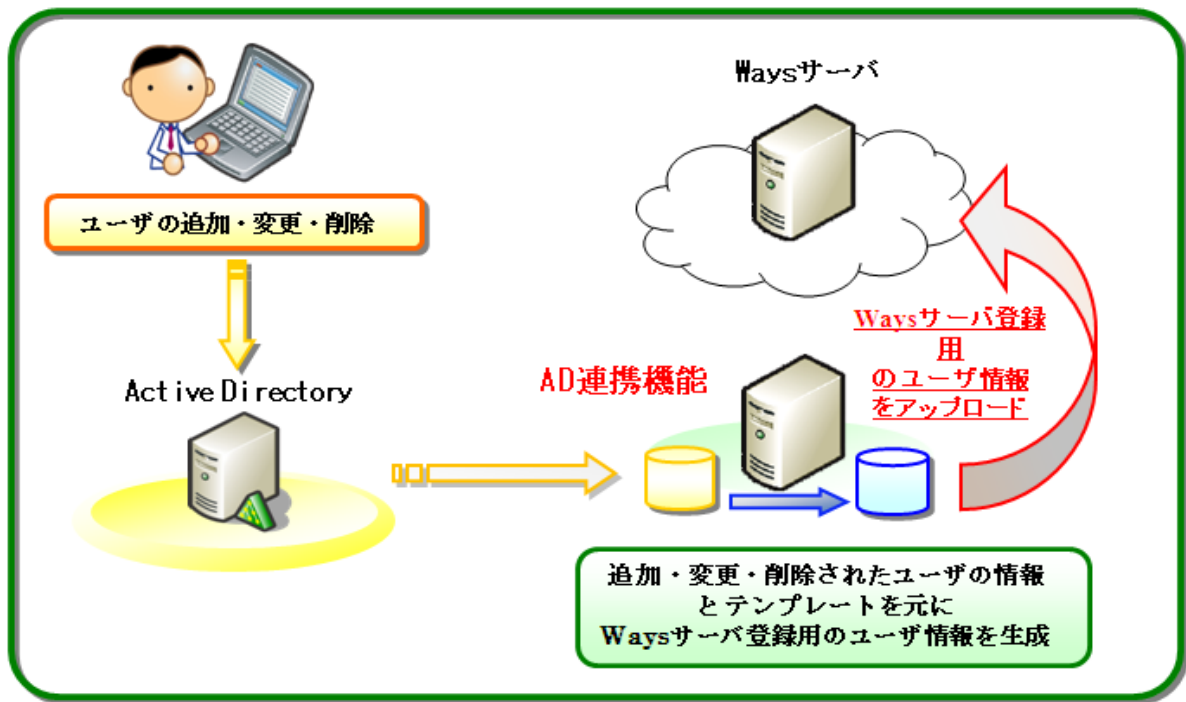 Waysサーバ
ユーザの追加・変更・削除
Active Directory
AD連携機能
Waysサーバ登録
用
のユーザ情報
をアップロード
追加・変更・削除されたユーザの情報
とテンプレートを元に
Waysサーバ登録用のユーザ情報を生成